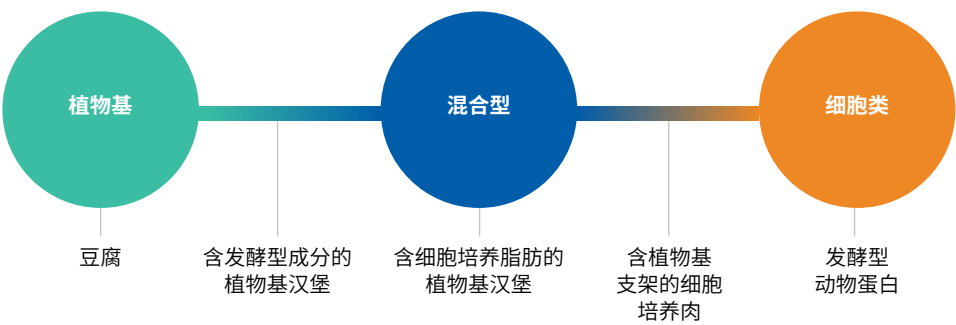 植物基
混合型
细胞类
豆腐
含发酵型成分的
植物基汉堡
含细胞培养脂肪的
植物基汉堡
含植物基
支架的细胞
培养肉
发酵型
动物蛋白